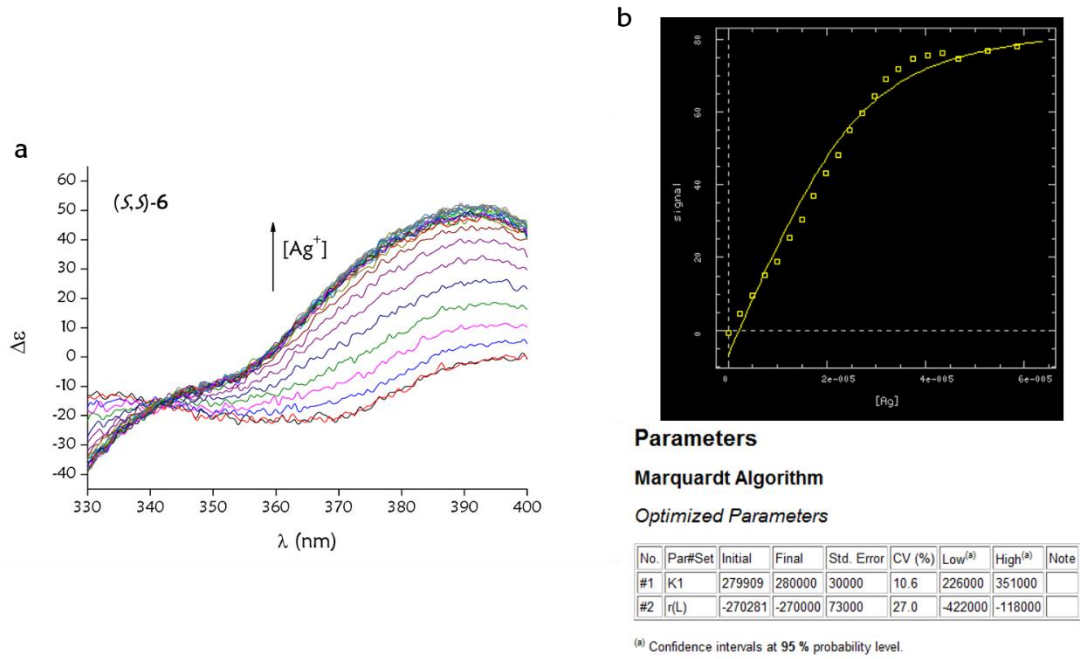 a
(S,S)-6
[Ag⁺]
60
50
40
30
20
10
0
-10
-20
-30
-40
Δε
330 340 350 360 370 380 390 400
λ (nm)
b
80
60
40
20
0
signal
0 2e-005 4e-005 6e-005
[Ag]
Parameters
Marquardt Algorithm
Optimized Parameters
No. Par#Set Initial Final Std. Error CV (%) Low(a) High(a) Note
#1 K1 279909 280000 30000 10.6 226000 351000
#2 r(L) -270281 -270000 73000 27.0 -422000 -118000
(a) Confidence intervals at 95 % probability level.